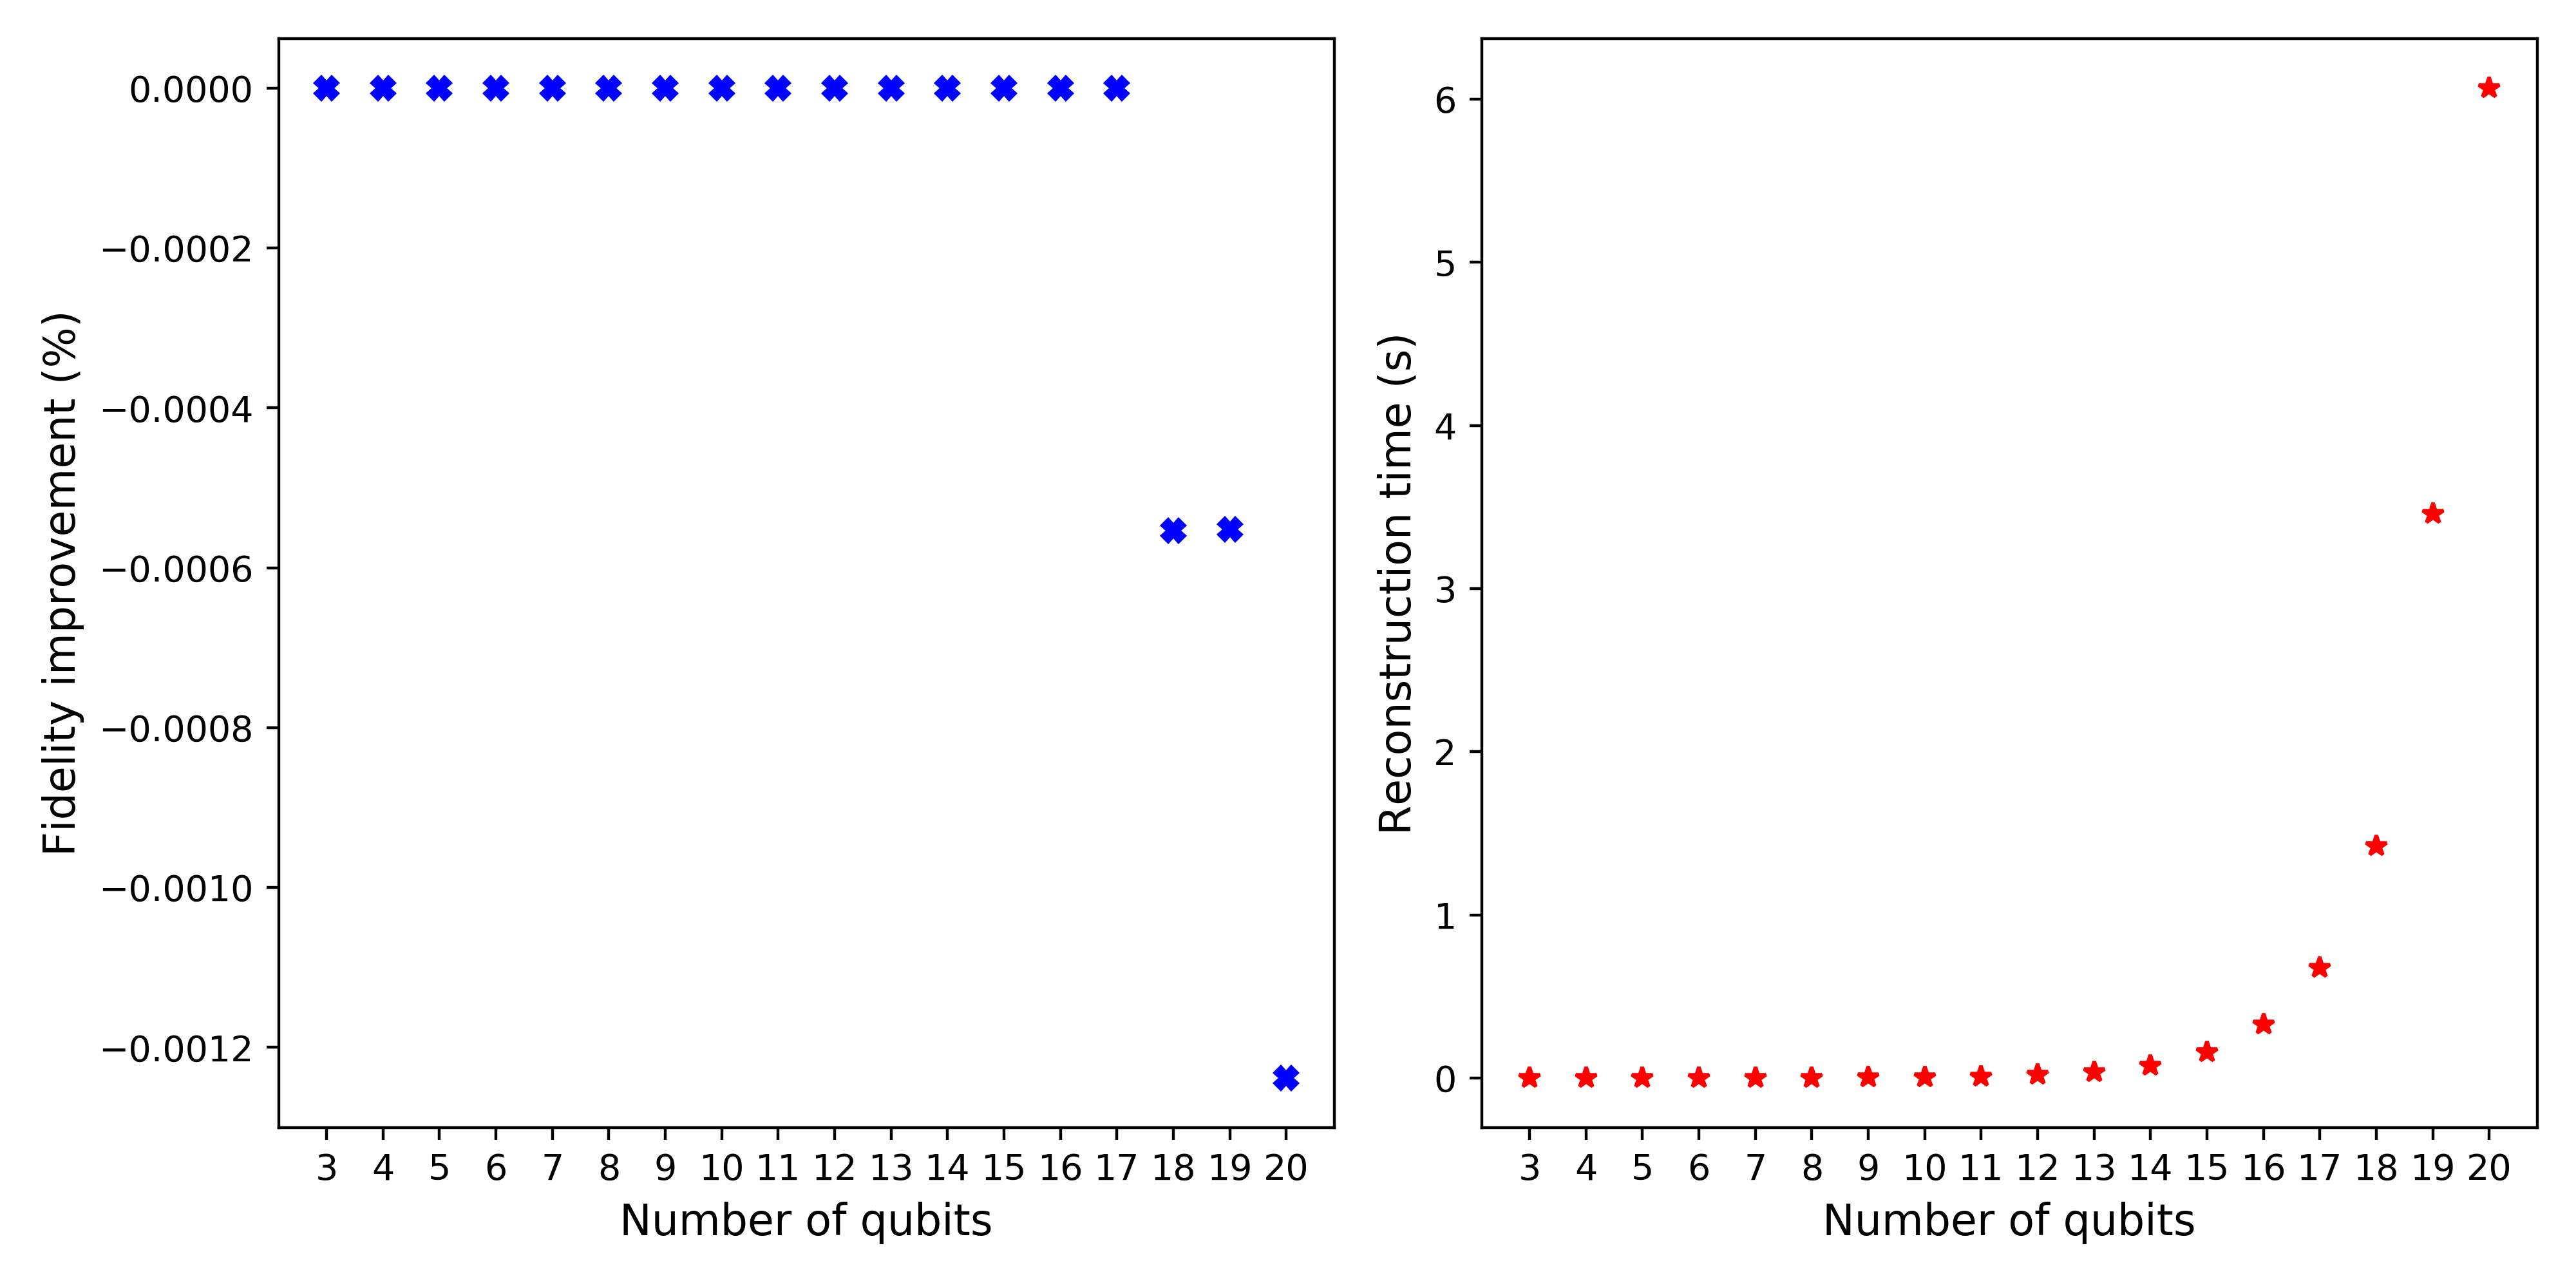 Fidelity improvement (%)
0.0000
−0.0002
−0.0004
−0.0006
−0.0008
−0.0010
−0.0012
3 4 5 6 7 8 9 10 11 12 13 14 15 16 17 18 19 20
Number of qubits
Reconstruction time (s)
6
5
4
3
2
1
0
3 4 5 6 7 8 9 10 11 12 13 14 15 16 17 18 19 20
Number of qubits